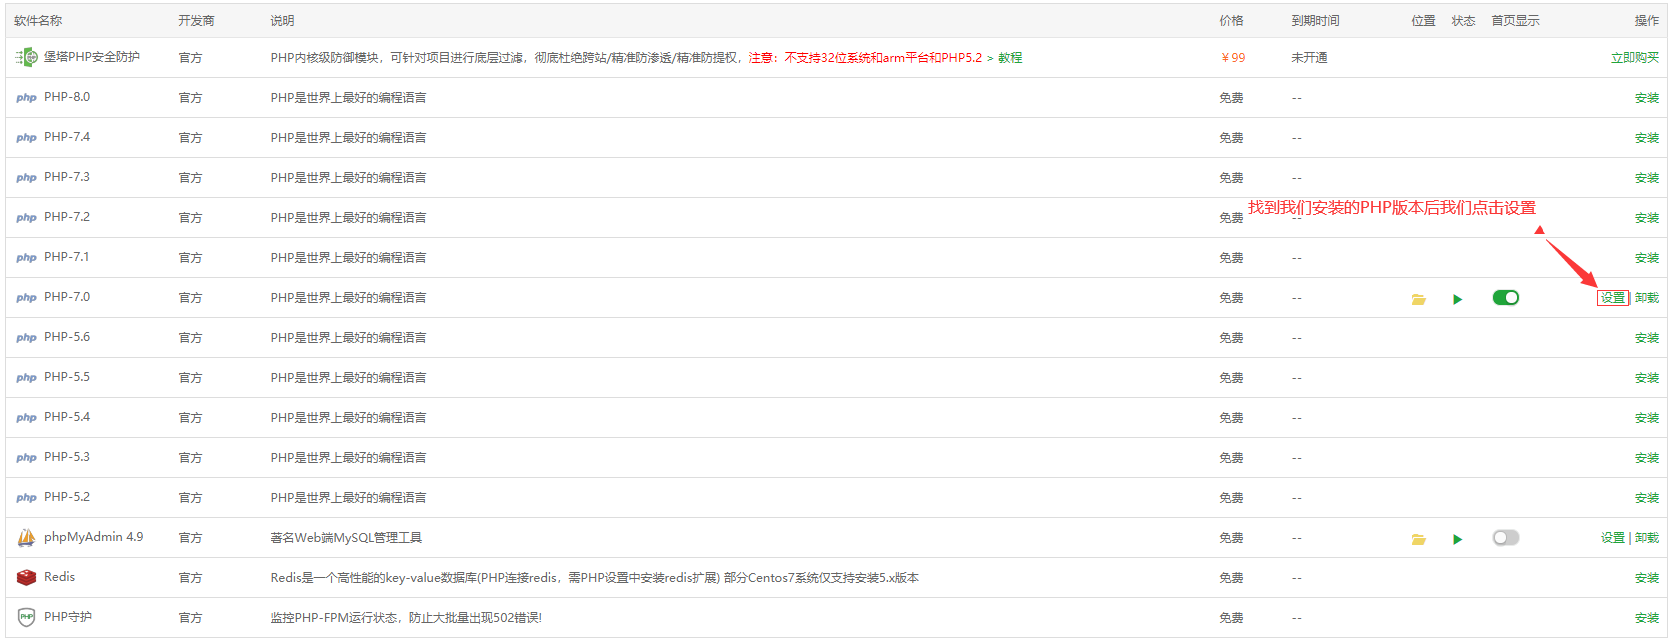 软件名称 开发商 说明 价格 到期时间 位置 状态 首页显示 操作
堡塔PHP安全防护 官方 PHP内核级防御模块，可针对项目进行底层过滤，彻底杜绝跨站/精准防渗透/精准防提权，注意：不支持32位系统和arm平台和PHP5.2 > 教程 ￥99 未开通 立即购买
php PHP-8.0 官方 PHP是世界上最好的编程语言 免费 -- 安装
php PHP-7.4 官方 PHP是世界上最好的编程语言 免费 -- 安装
php PHP-7.3 官方 PHP是世界上最好的编程语言 免费 -- 安装
找到我们安装的PHP版本后我们点击设置
php PHP-7.2 官方 PHP是世界上最好的编程语言 免费 -- 安装
php PHP-7.1 官方 PHP是世界上最好的编程语言 免费 -- 安装
php PHP-7.0 官方 PHP是世界上最好的编程语言 免费 -- 设置 | 卸载
php PHP-5.6 官方 PHP是世界上最好的编程语言 免费 -- 安装
php PHP-5.5 官方 PHP是世界上最好的编程语言 免费 -- 安装
php PHP-5.4 官方 PHP是世界上最好的编程语言 免费 -- 安装
php PHP-5.3 官方 PHP是世界上最好的编程语言 免费 -- 安装
php PHP-5.2 官方 PHP是世界上最好的编程语言 免费 -- 安装
phpMyAdmin 4.9 官方 著名Web端MySQL管理工具 免费 -- 设置 | 卸载
Redis 官方 Redis是一个高性能的key-value数据库(PHP连接redis，需PHP设置中安装redis扩展) 部分Centos7系统仅支持安装5.x版本 免费 -- 安装
PHP PHP守护 官方 监控PHP-FPM运行状态，防止大批量出现502错误! 免费 -- 安装